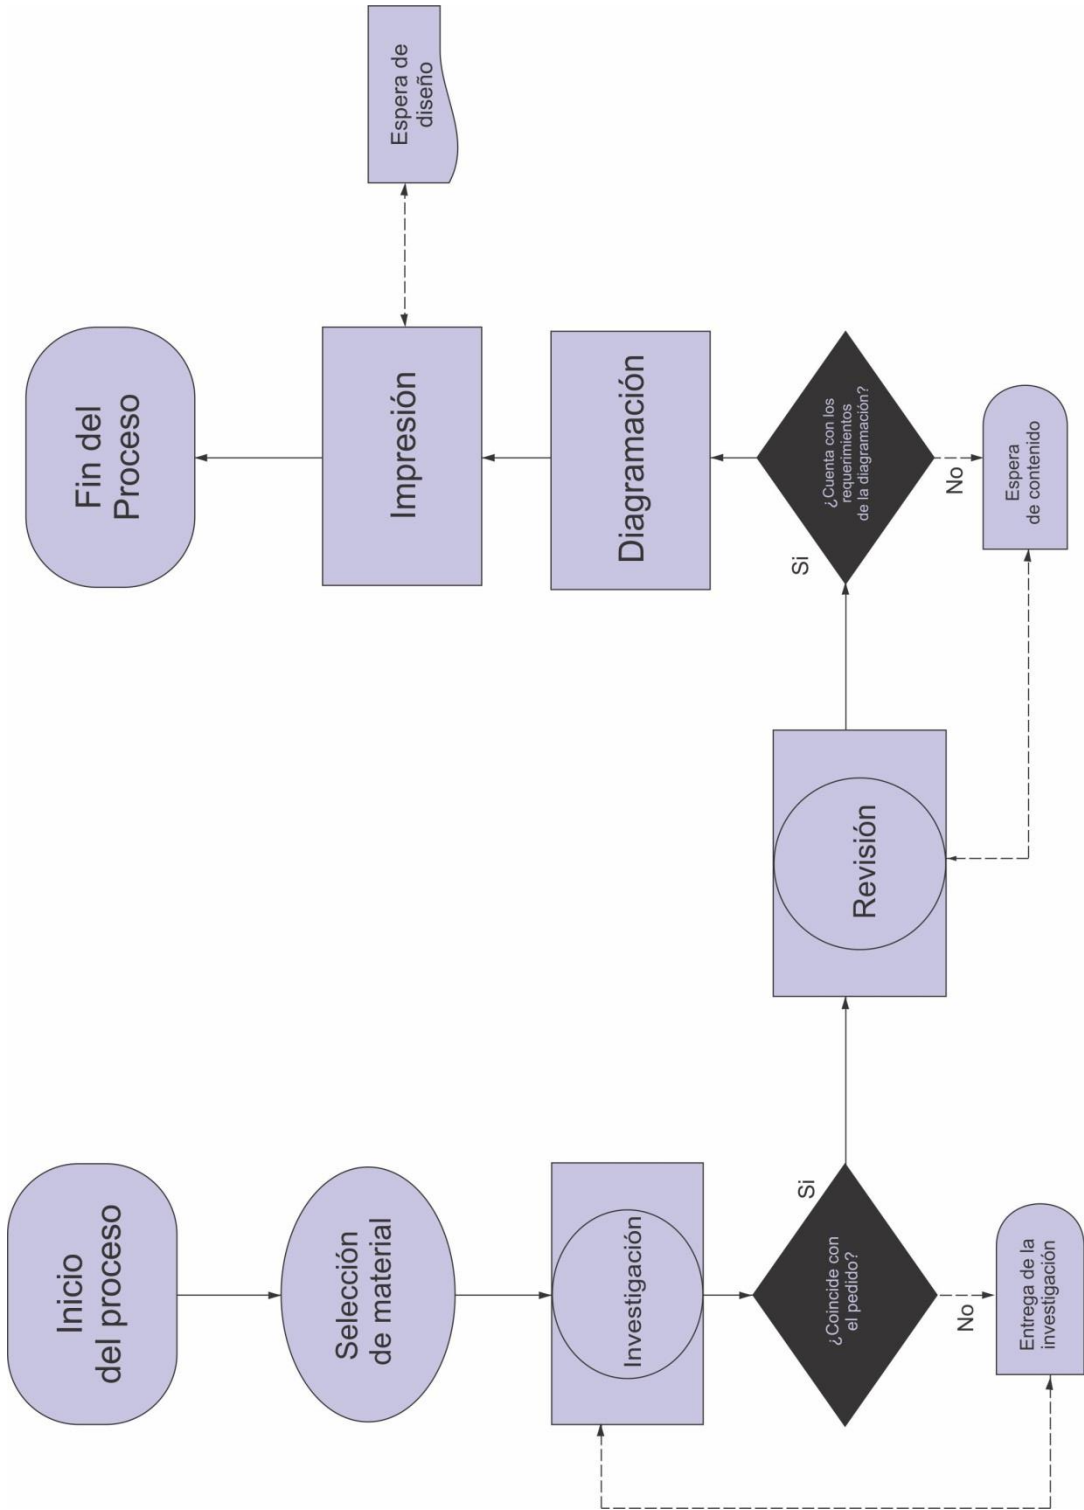 Inicio
del proceso
Selección
de material
Investigación
¿Coincide con
el pedido?
Si
No
Entrega de la
investigación
Revisión
¿Cuenta con los
requerimientos
de la diagramación?
Si
No
Espera
de contenido
Diagramación
Impresión
Espera de
diseño
Fin del
Proceso